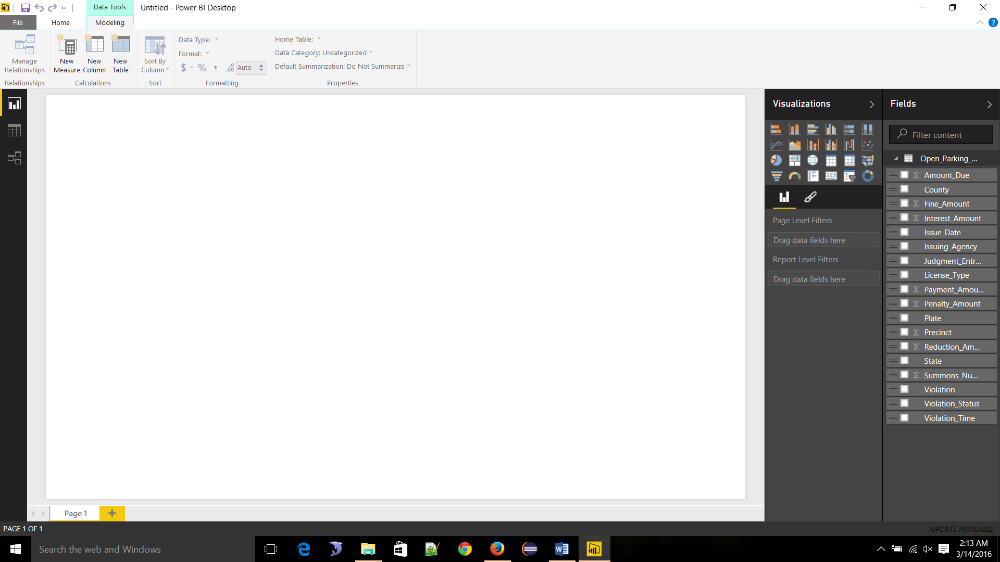 Data Tools
Untitled - Power BI Desktop
File
Home
Modeling
?
Manage Relationships
New Measure
New Column
New Table
Sort By Column
Data Type:
Format:
$ % , .00 Auto
Home Table:
Data Category: Uncategorized
Default Summarization: Do Not Summarize
Relationships
Calculations
Sort
Formatting
Properties
Visualizations
123
Page Level Filters
Drag data fields here
Report Level Filters
Drag data fields here
Fields
Filter content
Open_Parking_...
Σ Amount_Due
County
Σ Fine_Amount
Σ Interest_Amount
Issue_Date
Issuing_Agency
Judgment_Entr...
License_Type
Σ Payment_Amou...
Σ Penalty_Amount
Plate
Σ Precinct
Σ Reduction_Am...
State
Σ Summons_Nu...
Violation
Violation_Status
Violation_Time
Page 1
PAGE 1 OF 1
UPDATE AVAILABLE
Search the web and Windows
2:13 AM
3/14/2016